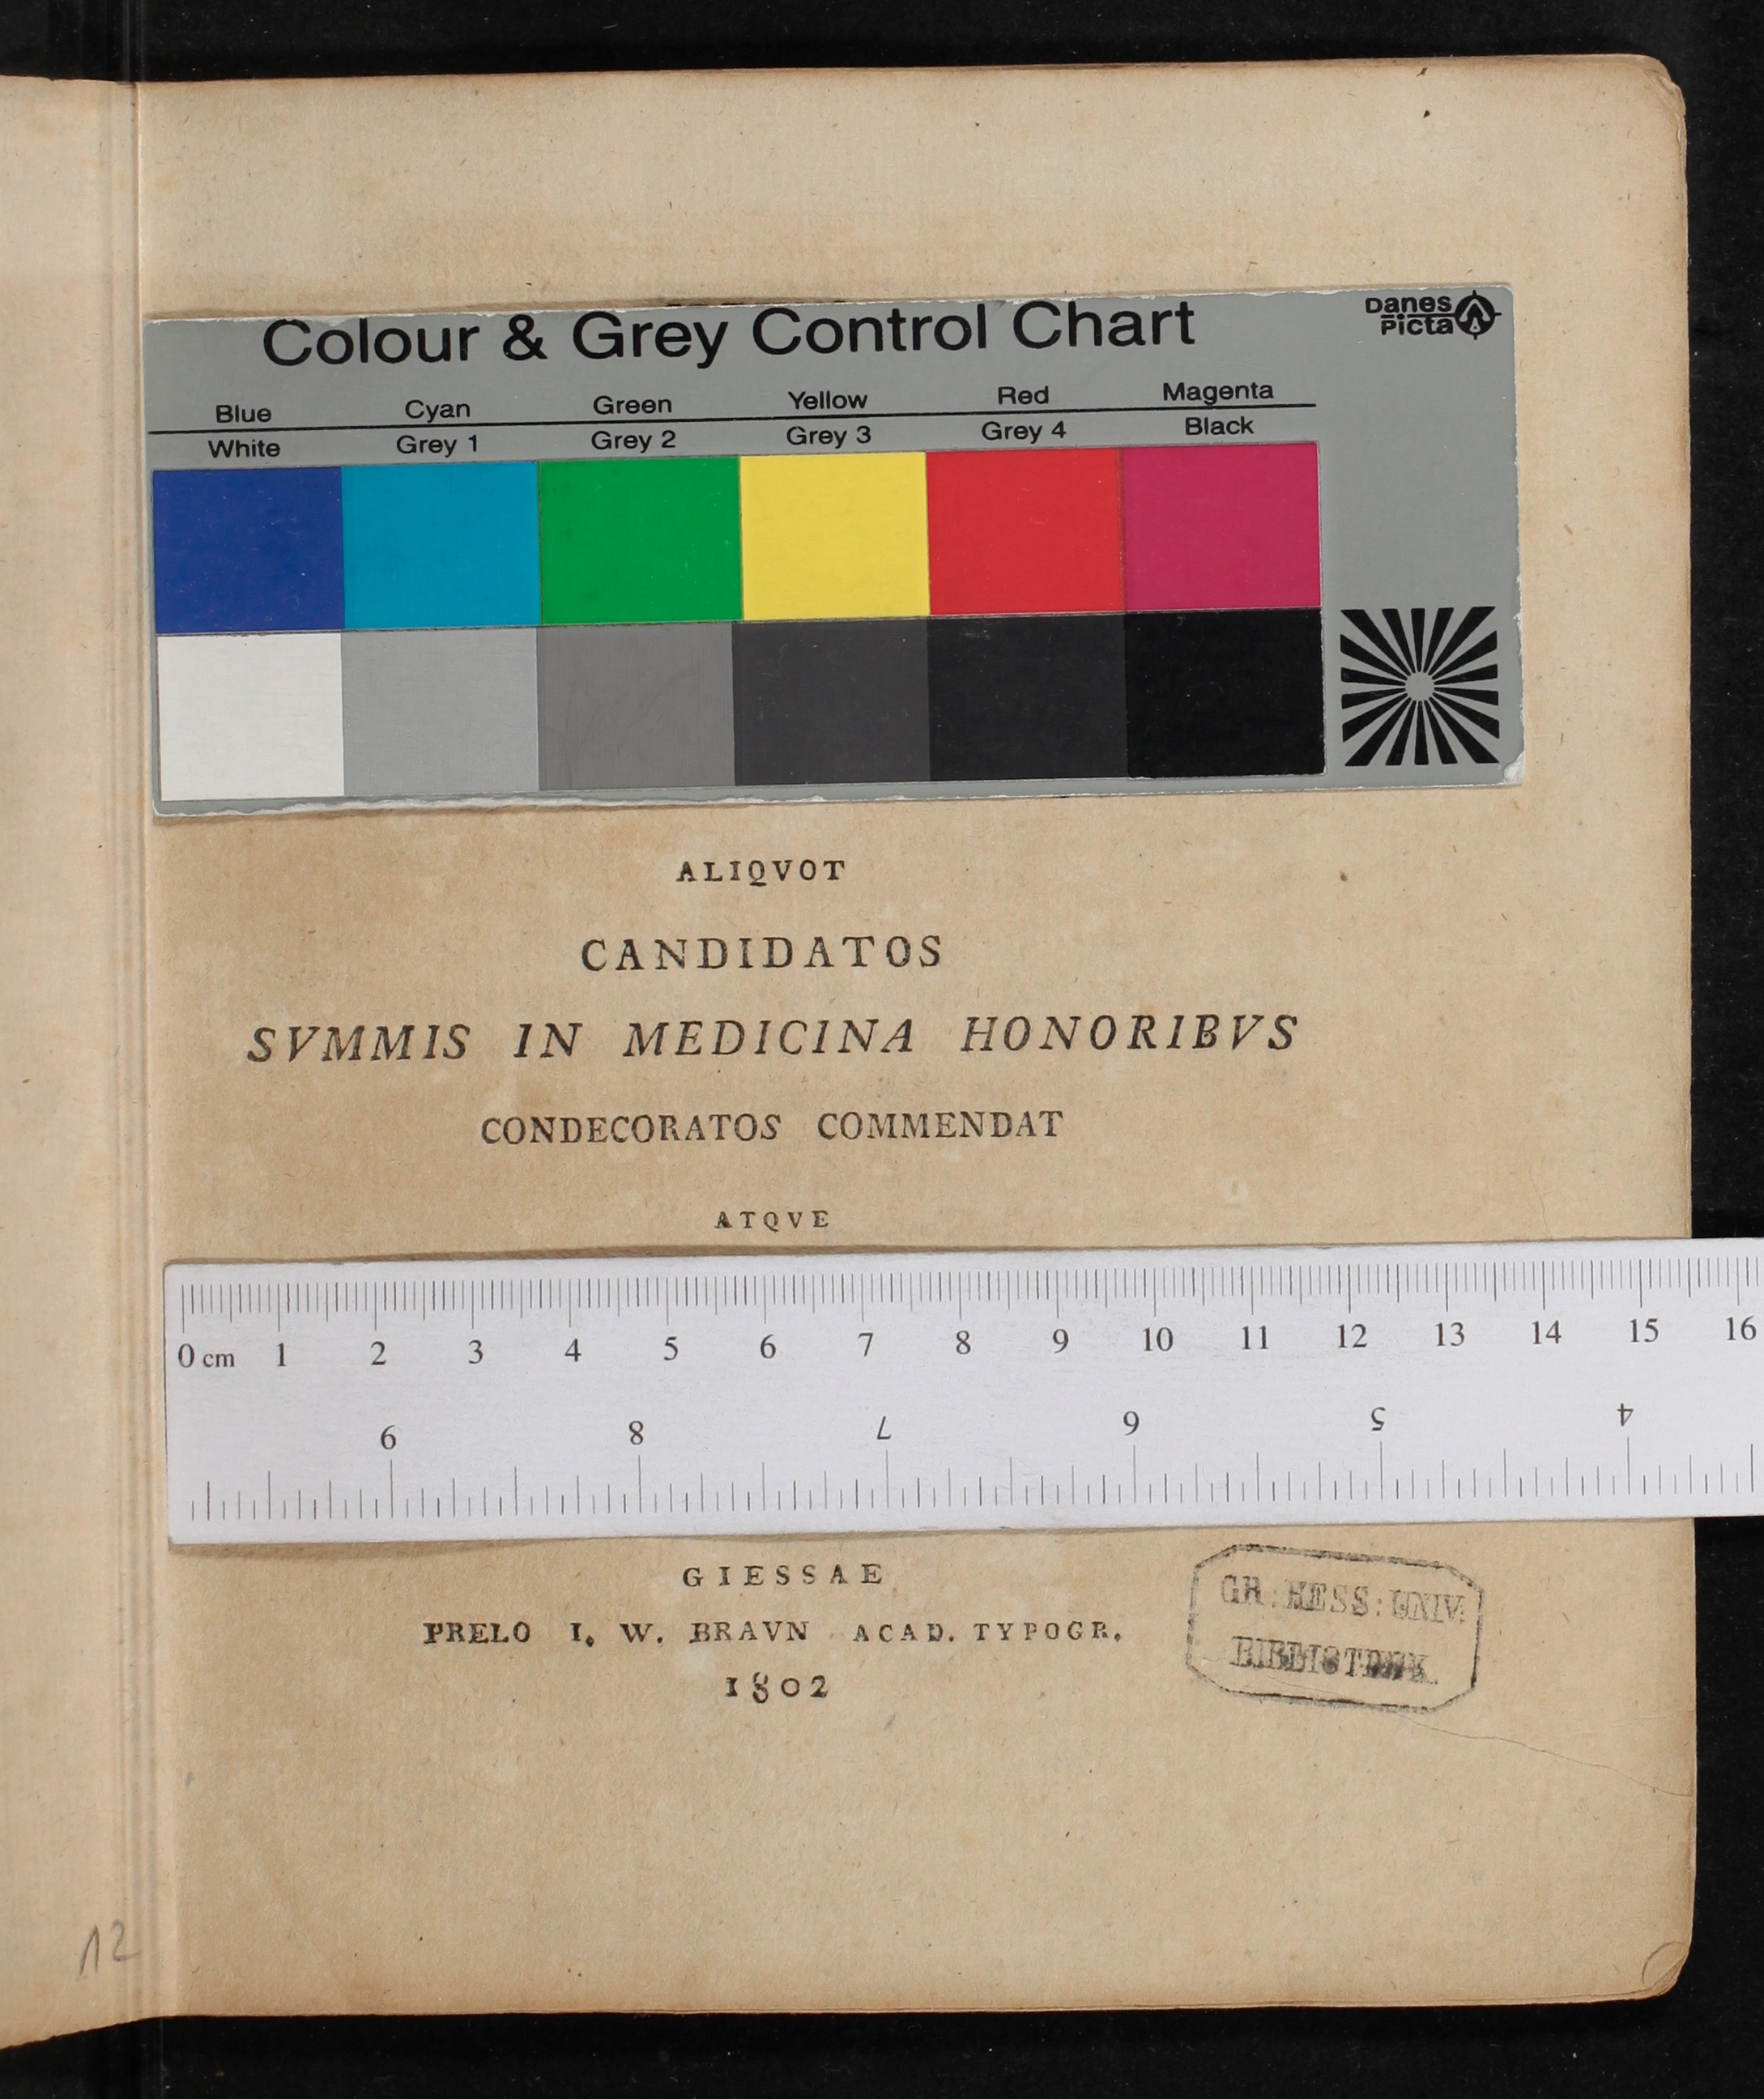 Colour & Grey Control Chart
Danes
Picta
Blue Cyan Green Yellow Red Magenta
White Grey 1 Grey 2 Grey 3 Grey 4 Black
ALIQVOT
CANDIDATOS
SVMMIS IN MEDICINA HONORIBVS
CONDECORATOS COMMENDAT
ATQVE
0 cm 1 2 3 4 5 6 7 8 9 10 11 12 13 14 15 16
9 8 7 6 5 4
GIESSAE
PRELO I. W. BRAVN ACAD. TYPOGR.
1802
GR: HESS: UNIV:
BIBLIOTHEK.
12